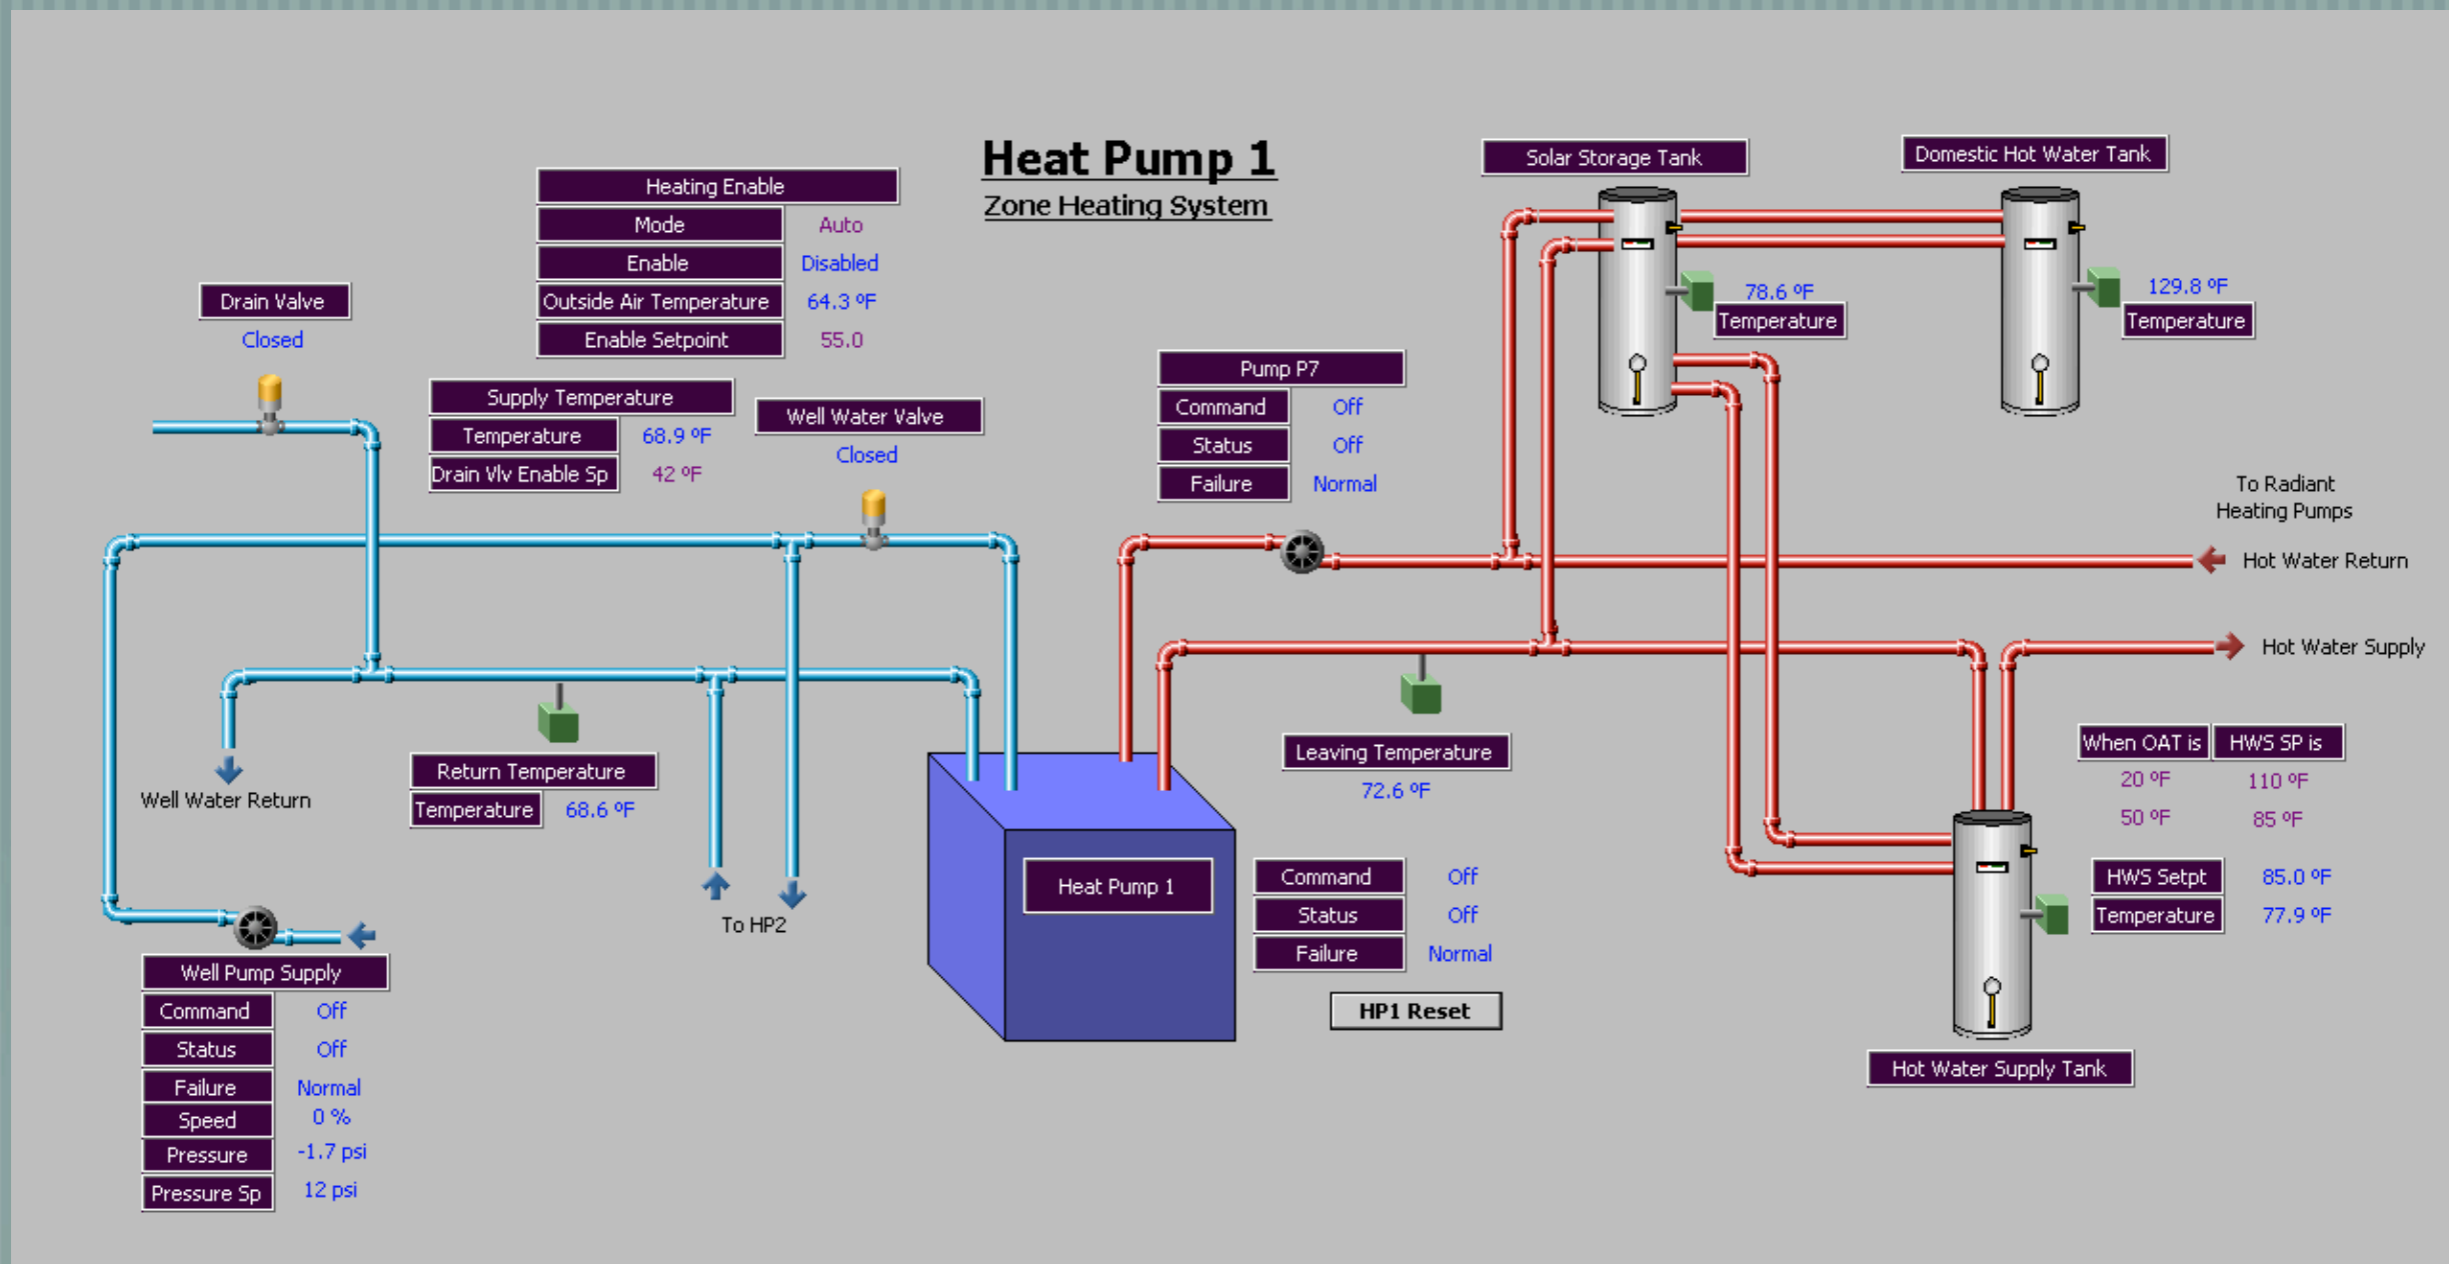 Heat Pump 1
Zone Heating System
Heating Enable
Mode Auto
Enable Disabled
Outside Air Temperature 64.3 ºF
Enable Setpoint 55.0
Drain Valve
Closed
Supply Temperature
Temperature 68.9 ºF
Drain Vlv Enable Sp 42 ºF
Well Water Valve
Closed
Pump P7
Command Off
Status Off
Failure Normal
Solar Storage Tank
78.6 ºF
Temperature
Domestic Hot Water Tank
129.8 ºF
Temperature
To Radiant
Heating Pumps
Hot Water Return
Hot Water Supply
Well Water Return
Return Temperature
Temperature 68.6 ºF
To HP2
Leaving Temperature
72.6 ºF
Heat Pump 1
Command Off
Status Off
Failure Normal
HP1 Reset
When OAT is HWS SP is
20 ºF 110 ºF
50 ºF 85 ºF
HWS Setpt 85.0 ºF
Temperature 77.9 ºF
Hot Water Supply Tank
Well Pump Supply
Command Off
Status Off
Failure Normal
Speed 0 %
Pressure -1.7 psi
Pressure Sp 12 psi